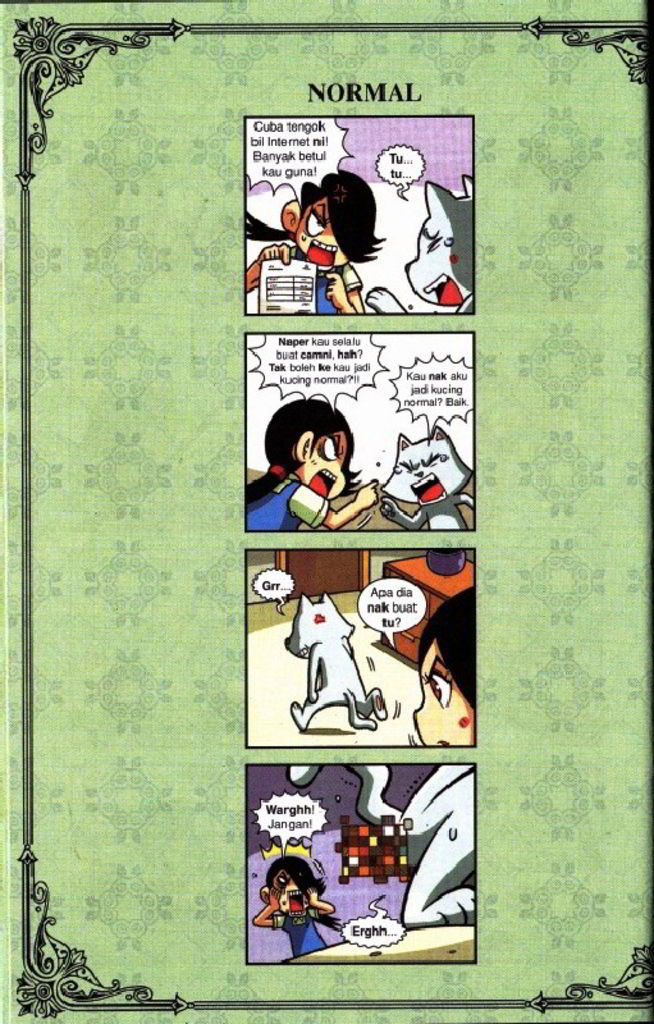 NORMAL
Cuba tengok
bil Internet ni!
Banyak betul
kau guna!
Tu...
tu...
Naper kau selalu
buat camni, hah?
Tak boleh ke kau jadi
kucing normal?!!
Kau nak aku
jadi kucing
normal? Baik.
Grr...
Apa dia
nak buat
tu?
Warghh!
Jangan!
Erghh...